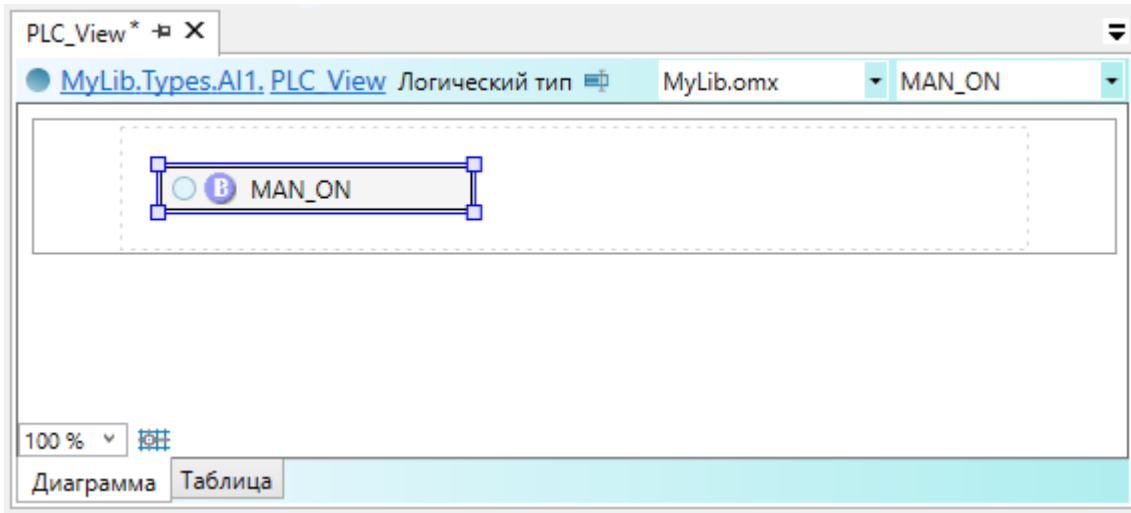 PLC_View*
MyLib.Types.AI1. PLC_View Логический тип MyLib.omx MAN_ON
B MAN_ON
100 %
Диаграмма Таблица